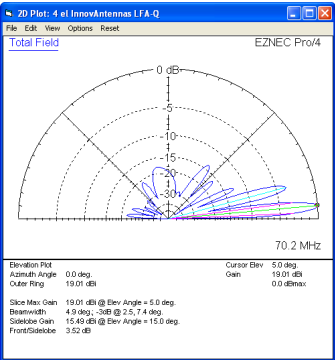 2D Plot: 4 el InnovAntennas LFA-Q
File Edit View Options Reset
Total Field
EZNEC Pro/4
0 dB
-5
-10
-15
-20
-30
70.2 MHz
Elevation Plot
Cursor Elev 5.0 deg.
Azimuth Angle 0.0 deg.
Gain 19.01 dBi
Outer Ring 19.01 dBi
0.0 dBmax
Slice Max Gain 19.01 dBi @ Elev Angle = 5.0 deg.
Beamwidth 4.9 deg.; -3dB @ 2.5, 7.4 deg.
Sidelobe Gain 15.49 dBi @ Elev Angle = 15.0 deg.
Front/Sidelobe 3.52 dB